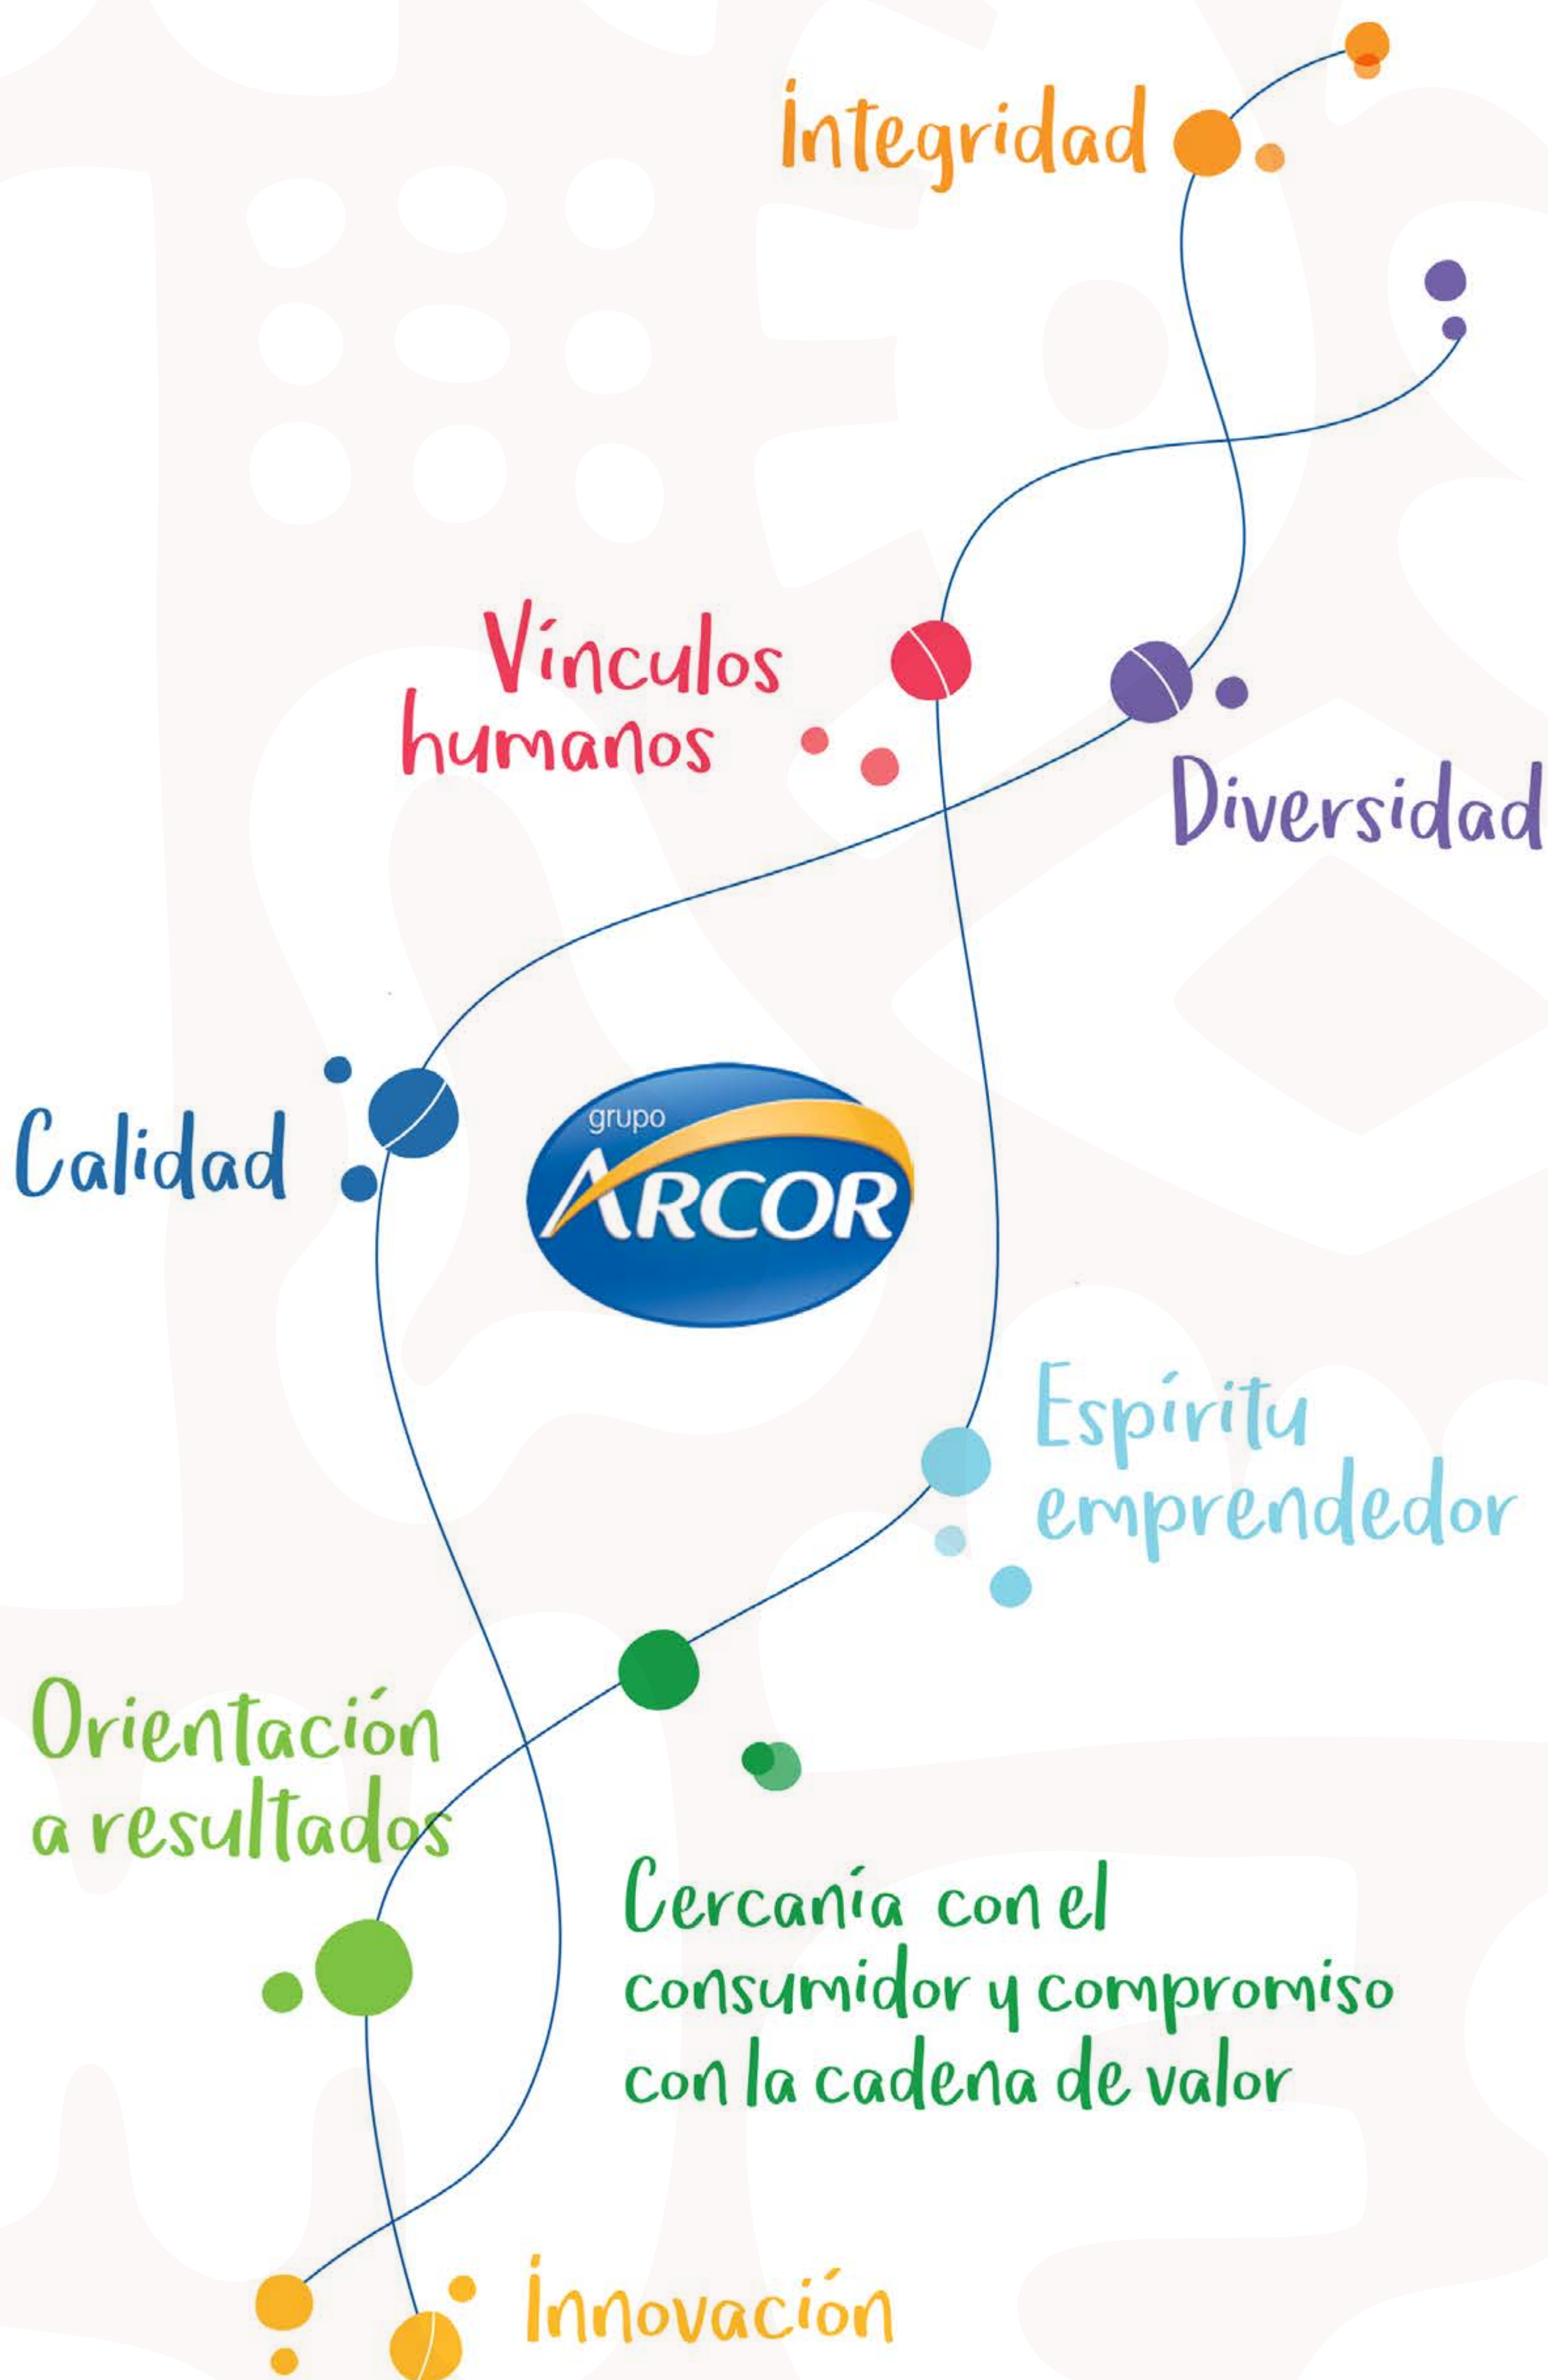 Integridad
Vínculos
humanos
Diversidad
Calidad
grupo
ARCOR
Espíritu
emprendedor
Orientación
a resultados
Cercanía con el
consumidor y compromiso
con la cadena de valor
Innovación